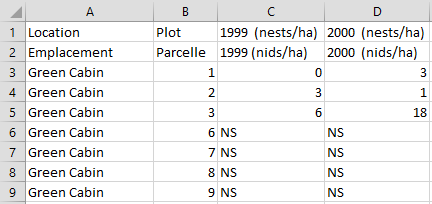 A B C D
1 Location Plot 1999 (nests/ha) 2000 (nests/ha)
2 Emplacement Parcelle 1999 (nids/ha) 2000 (nids/ha)
3 Green Cabin 1 0 3
4 Green Cabin 2 3 1
5 Green Cabin 3 6 18
6 Green Cabin 6 NS NS
7 Green Cabin 7 NS NS
8 Green Cabin 8 NS NS
9 Green Cabin 9 NS NS